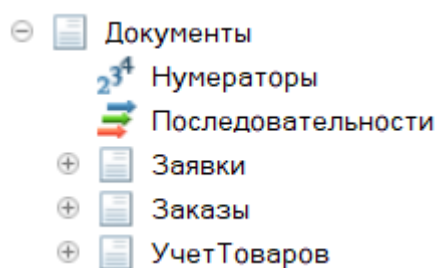 Документы
Нумераторы
Последовательности
Заявки
Заказы
УчетТоваров